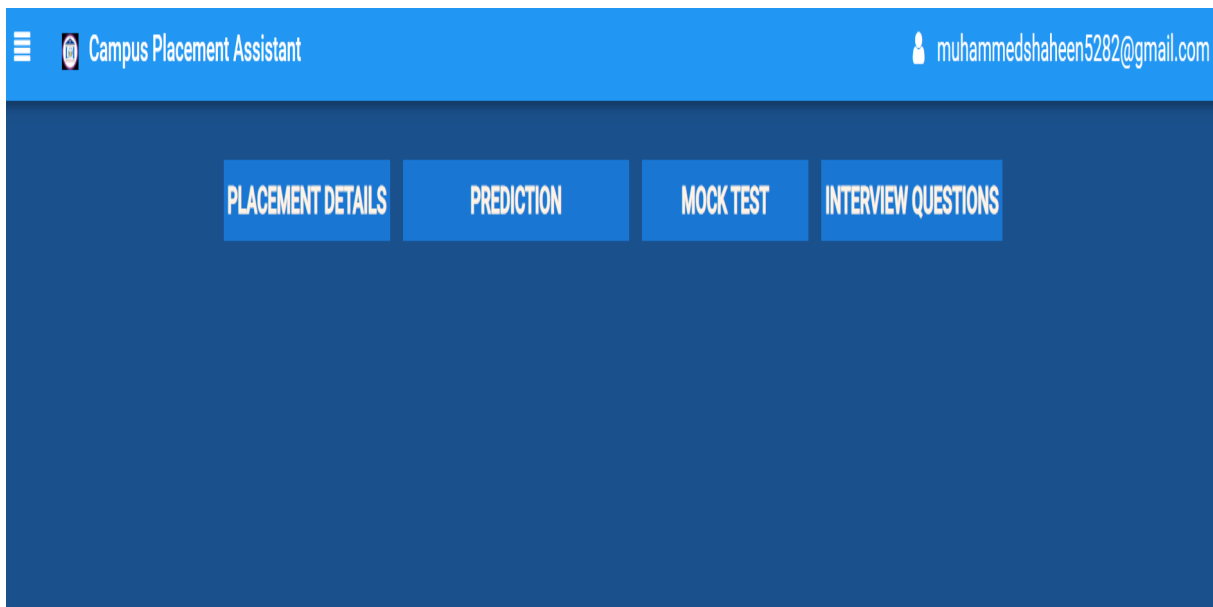 Campus Placement Assistant
muhammedshaheen5282@gmail.com
PLACEMENT DETAILS
PREDICTION
MOCK TEST
INTERVIEW QUESTIONS